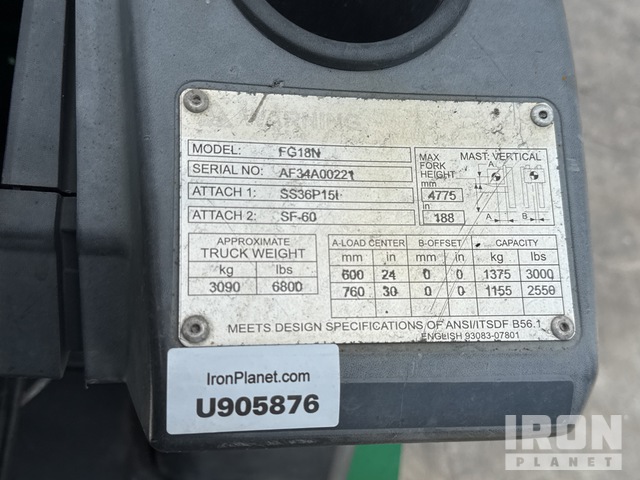 WARNING
MODEL: FG18N
SERIAL NO: AF34A00221
ATTACH 1: SS36P15I
ATTACH 2: SF-60
MAX FORK HEIGHT
mm
4775
in
188
MAST: VERTICAL
A
A B
APPROXIMATE
TRUCK WEIGHT
kg lbs
3090 6800
A-LOAD CENTER B-OFFSET CAPACITY
mm in mm in kg lbs
600 24 0 0 1375 3000
760 30 0 0 1155 2550
MEETS DESIGN SPECIFICATIONS OF ANSI/ITSDF B56.1
ENGLISH 93083-07801
IronPlanet.com
U905876
IRON
PLANET